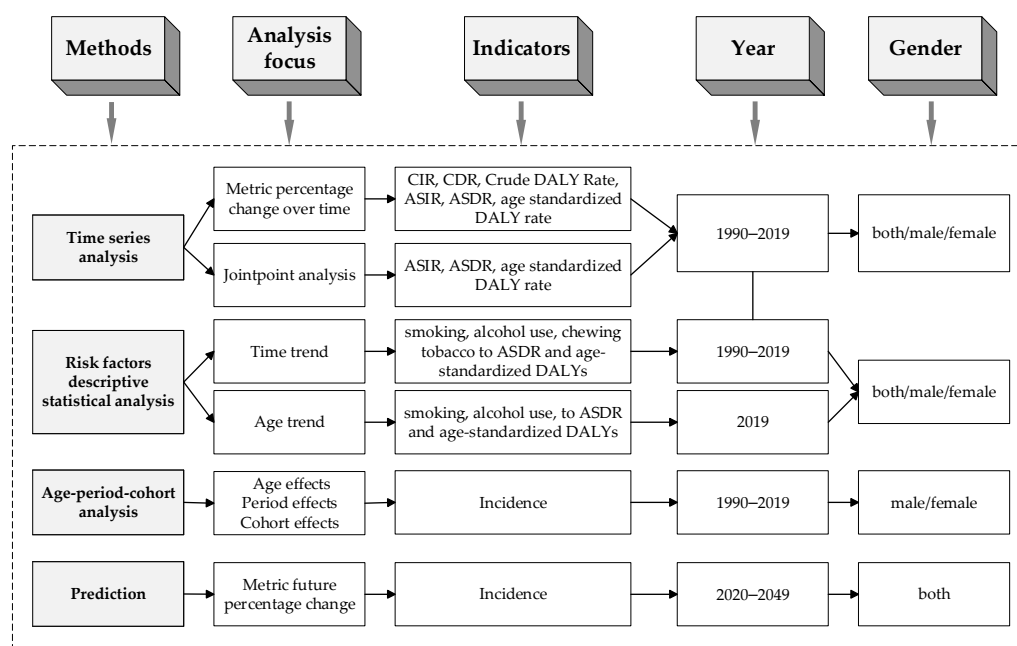 Methods
Analysis
focus
Indicators
Year
Gender
Time series
analysis
Metric percentage
change over time
CIR, CDR, Crude DALY Rate,
ASIR, ASDR, age standardized
DALY rate
Jointpoint analysis
ASIR, ASDR, age standardized
DALY rate
1990–2019
both/male/female
Risk factors
descriptive
statistical analysis
Time trend
smoking, alcohol use, chewing
tobacco to ASDR and age-
standardized DALYs
1990–2019
Age trend
smoking, alcohol use, to ASDR
and age-standardized DALYs
2019
both/male/female
Age-period-cohort
analysis
Age effects
Period effects
Cohort effects
Incidence
1990–2019
male/female
Prediction
Metric future
percentage change
Incidence
2020–2049
both